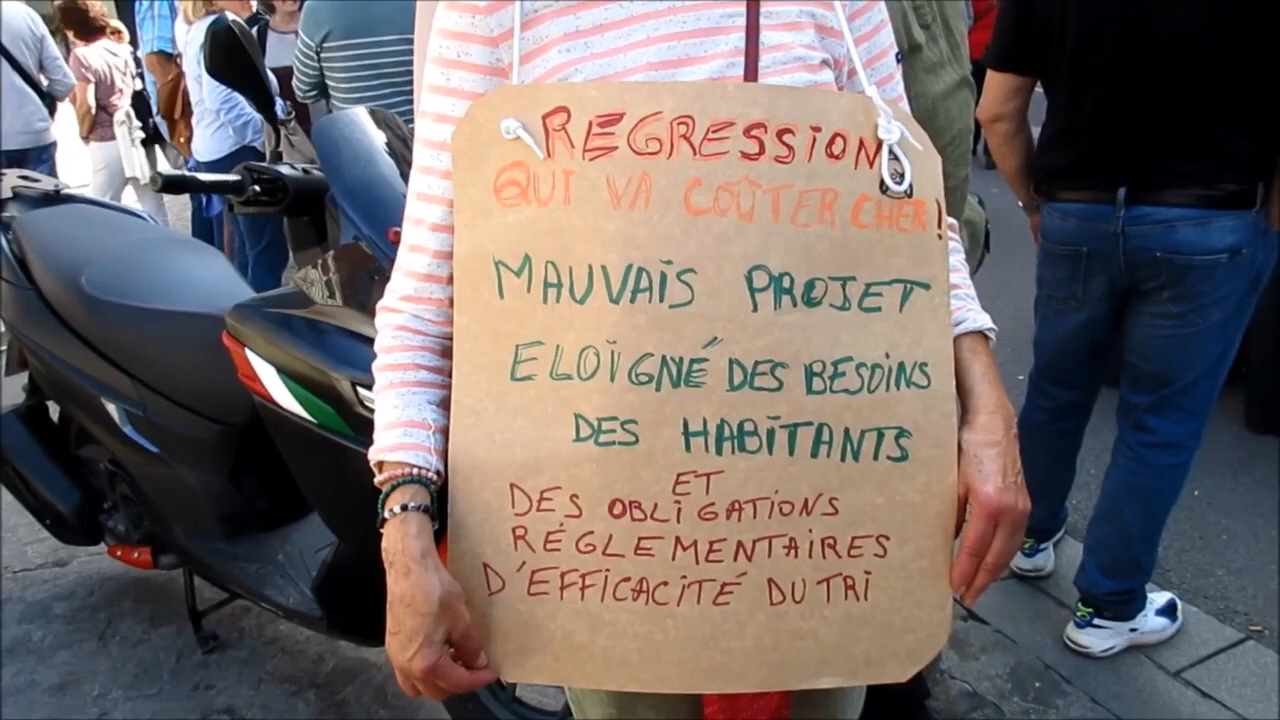 REGRESSION
QUI VA COÛTER CHER!
MAUVAIS PROJET
ELOIGNÉ DES BESOINS
DES HABITANTS
ET
DES OBLIGATIONS
RÉGLEMENTAIRES
D'EFFICACITÉ DU TRI